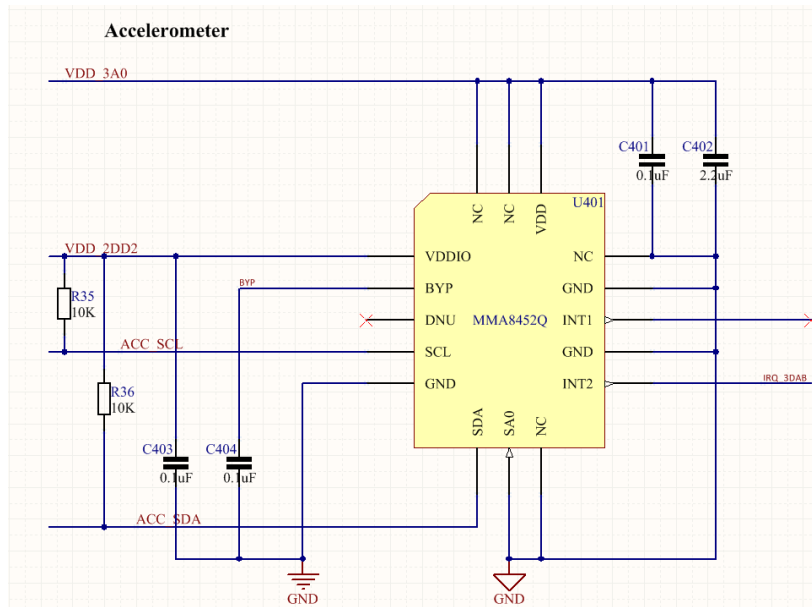 Accelerometer
VDD_3A0
C401
0.1uF
C402
2.2uF
U401
NC
NC
VDD
VDD_2DD2
VDDIO
NC
BYP
BYP
GND
R35
10K
DNU
MMA8452Q
INT1
ACC_SCL
SCL
GND
GND
INT2
IRQ_3DAB
R36
10K
SDA
SA0
NC
C403
0.1uF
C404
0.1uF
ACC_SDA
GND
GND